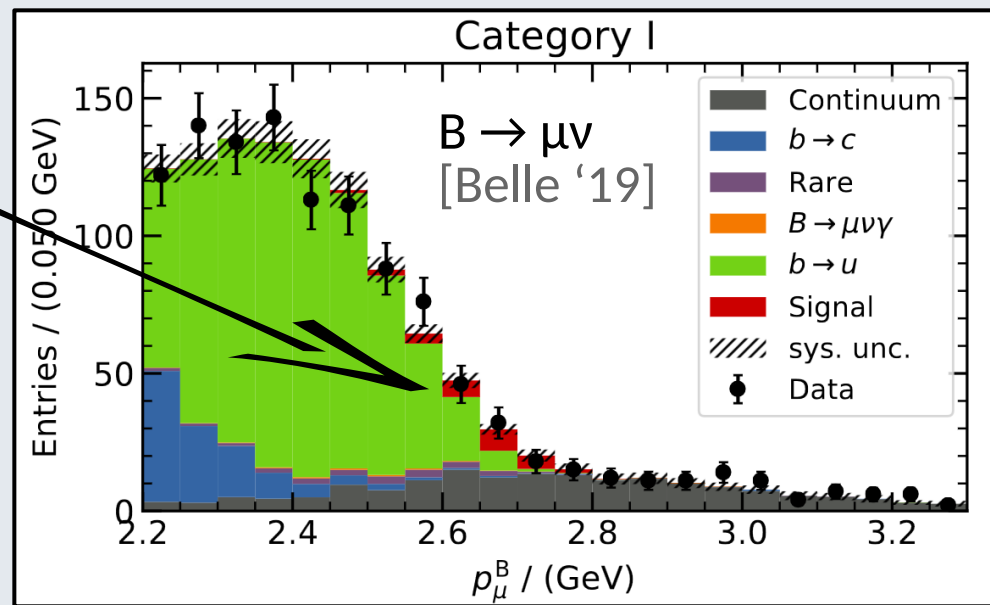 Category I
Entries / (0.050 GeV)
150
100
50
0
B → μν
[Belle ‘19]
Continuum
b → c
Rare
B → μνγ
b → u
Signal
sys. unc.
Data
2.2 2.4 2.6 2.8 3.0 3.2
p_μ^B / (GeV)